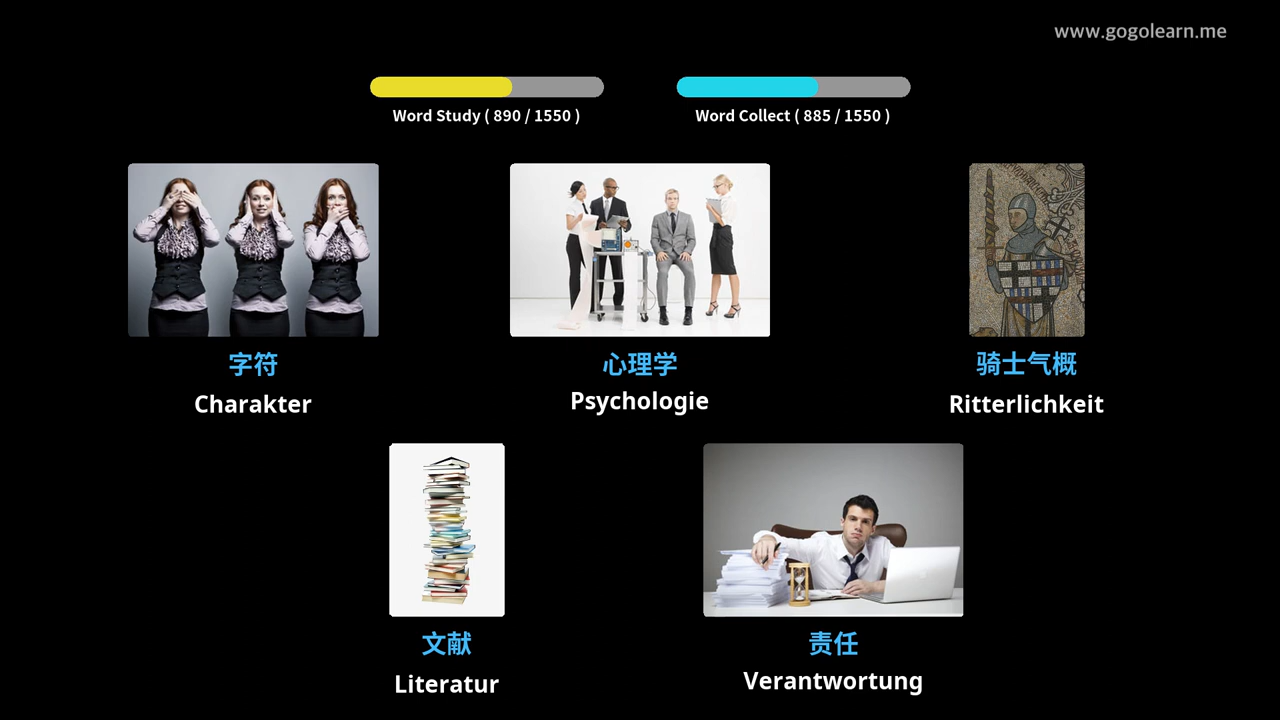 www.gogolearn.me
Word Study ( 890 / 1550 )
Word Collect ( 885 / 1550 )
字符
Charakter
心理学
Psychologie
骑士气概
Ritterlichkeit
文献
Literatur
责任
Verantwortung